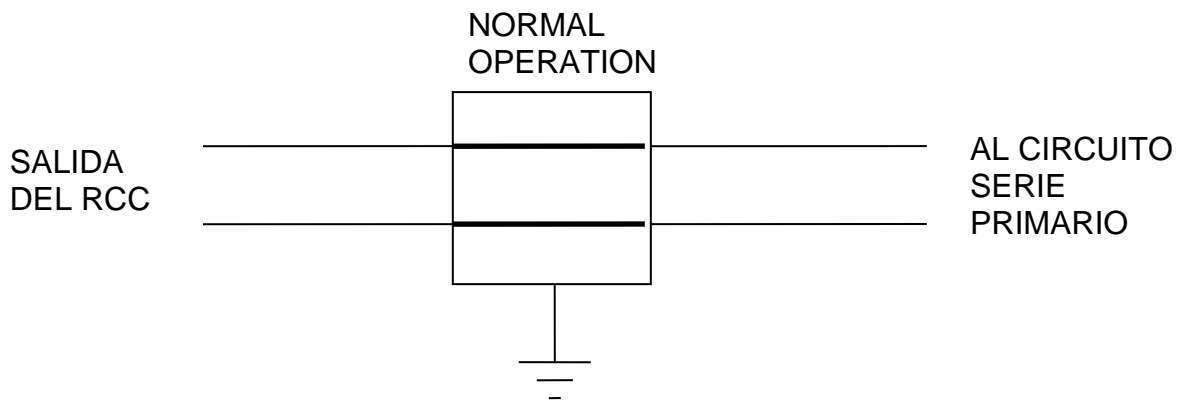 NORMAL
OPERATION
SALIDA
DEL RCC
AL CIRCUITO
SERIE
PRIMARIO